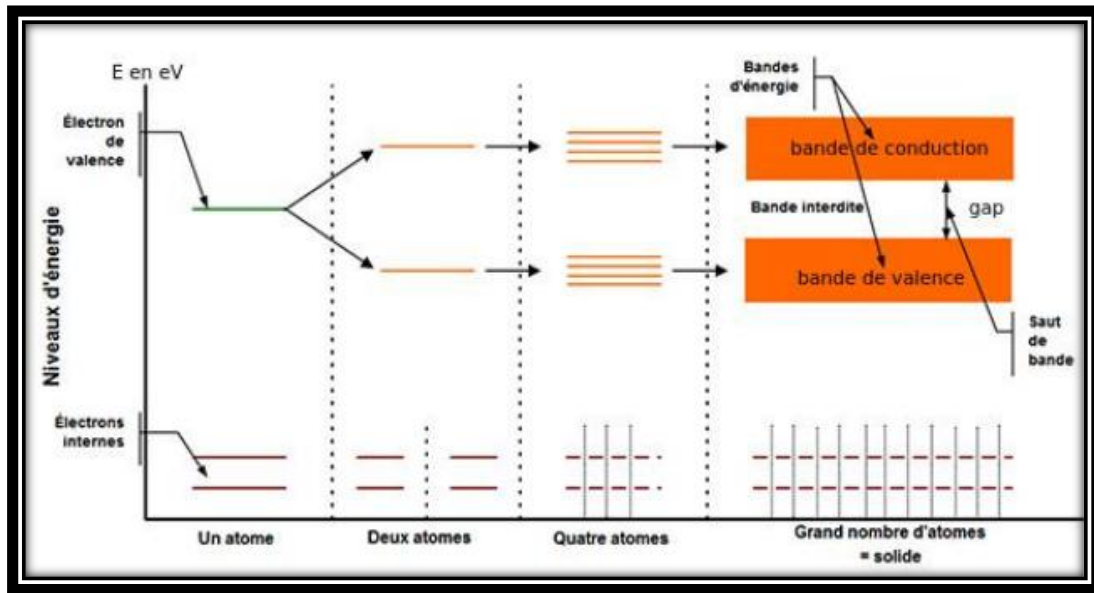 E en eV
Électron
de
valence
Niveaux d'énergie
Électrons
internes
Bandes
d'énergie
bande de conduction
Bande interdite
gap
bande de valence
Saut
de
bande
Un atome
Deux atomes
Quatre atomes
Grand nombre d'atomes
= solide